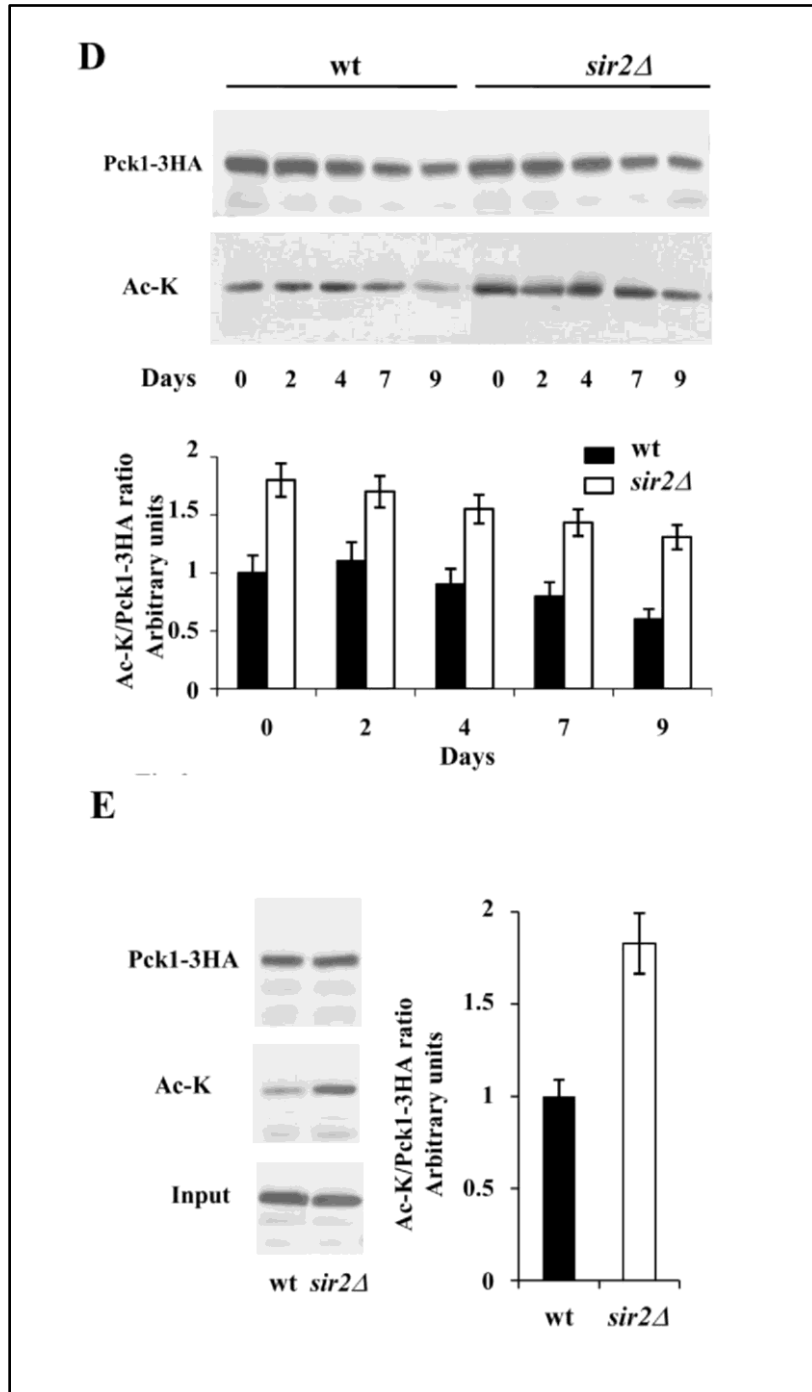 D
wt sir2Δ
Pck1-3HA
Ac-K
Days 0 2 4 7 9 0 2 4 7 9
Ac-K/Pck1-3HA ratio
Arbitrary units
2
1.5
1
0.5
0
wt
sir2Δ
0 2 4 7 9
Days
E
Pck1-3HA
Ac-K
Input
wt sir2Δ
Ac-K/Pck1-3HA ratio
Arbitrary units
2
1.5
1
0.5
0
wt sir2Δ